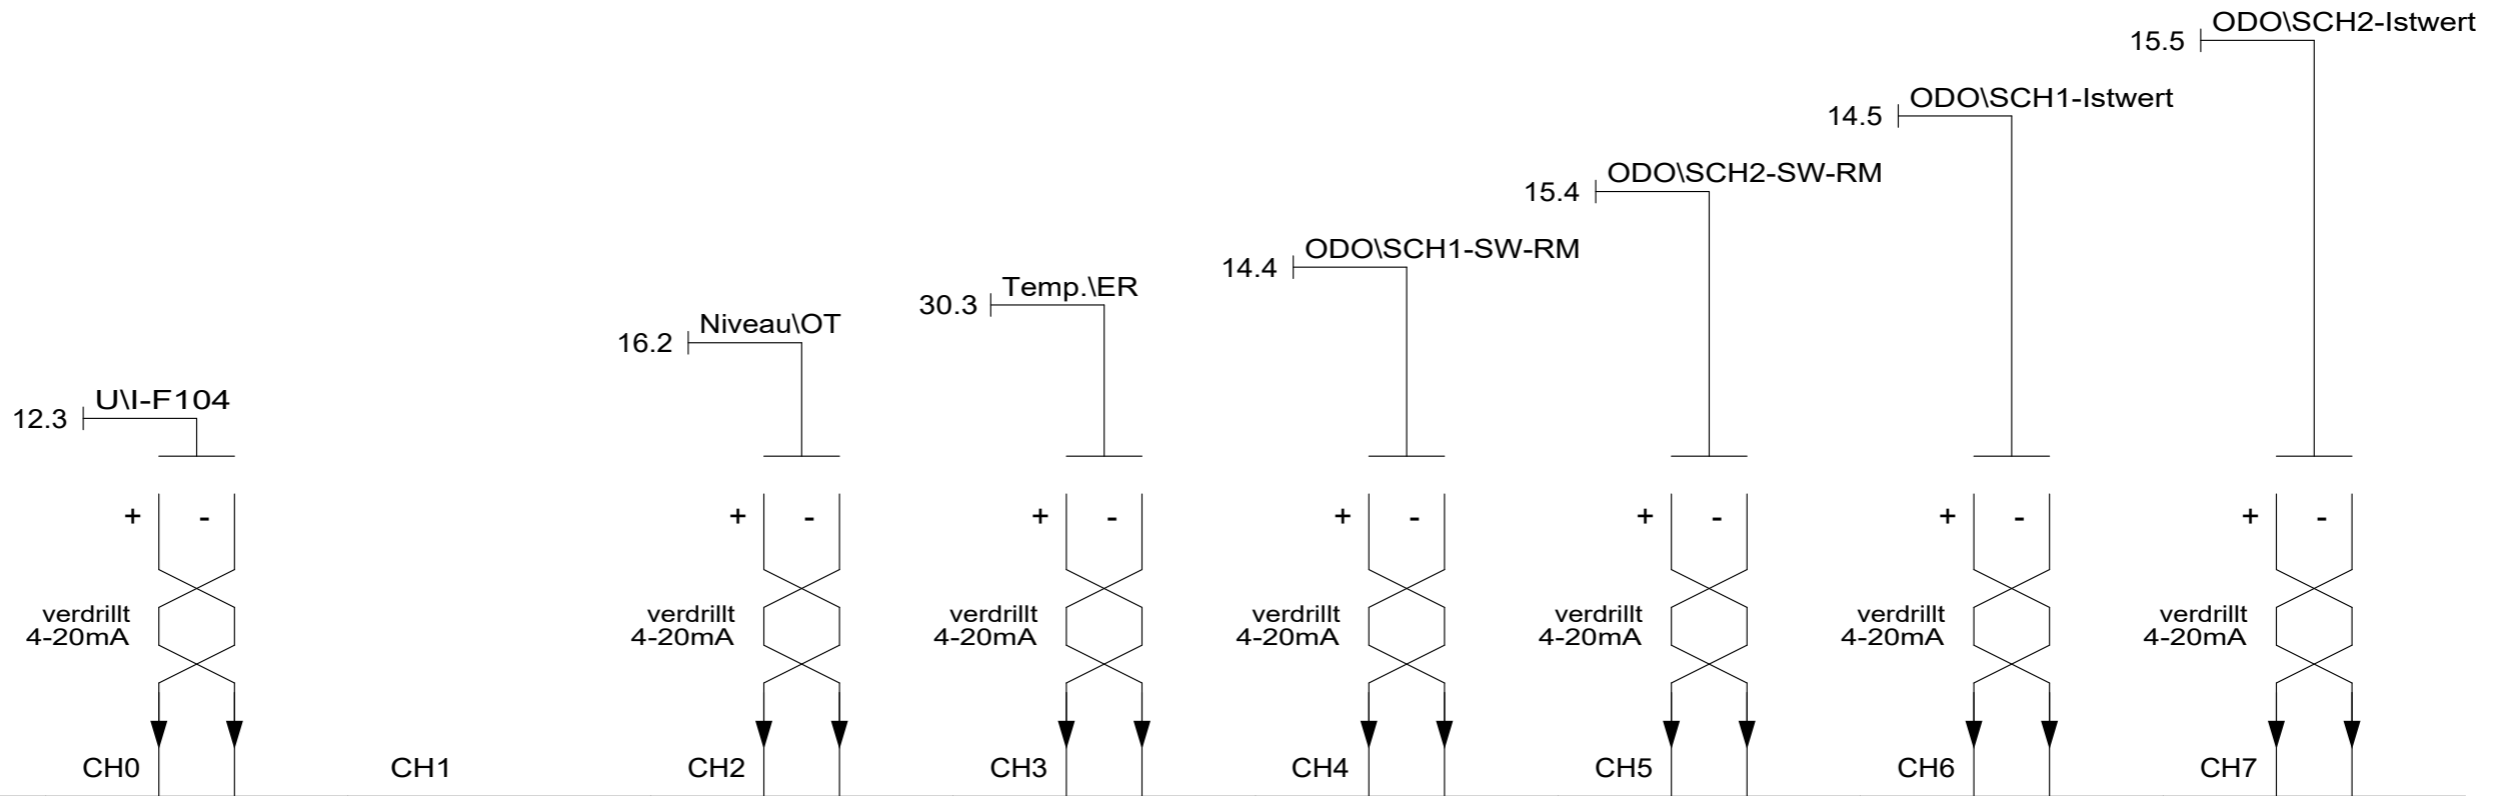 ODO\SCH2-Istwert
15.5
ODO\SCH1-Istwert
14.5
ODO\SCH2-SW-RM
15.4
ODO\SCH1-SW-RM
14.4
Temp.\ER
30.3
Niveau\OT
16.2
U\I-F104
12.3
+ - + - + - + - + - + - + -
verdrillt verdrillt verdrillt verdrillt verdrillt verdrillt verdrillt
4-20mA 4-20mA 4-20mA 4-20mA 4-20mA 4-20mA 4-20mA
CH0 CH1 CH2 CH3 CH4 CH5 CH6 CH7